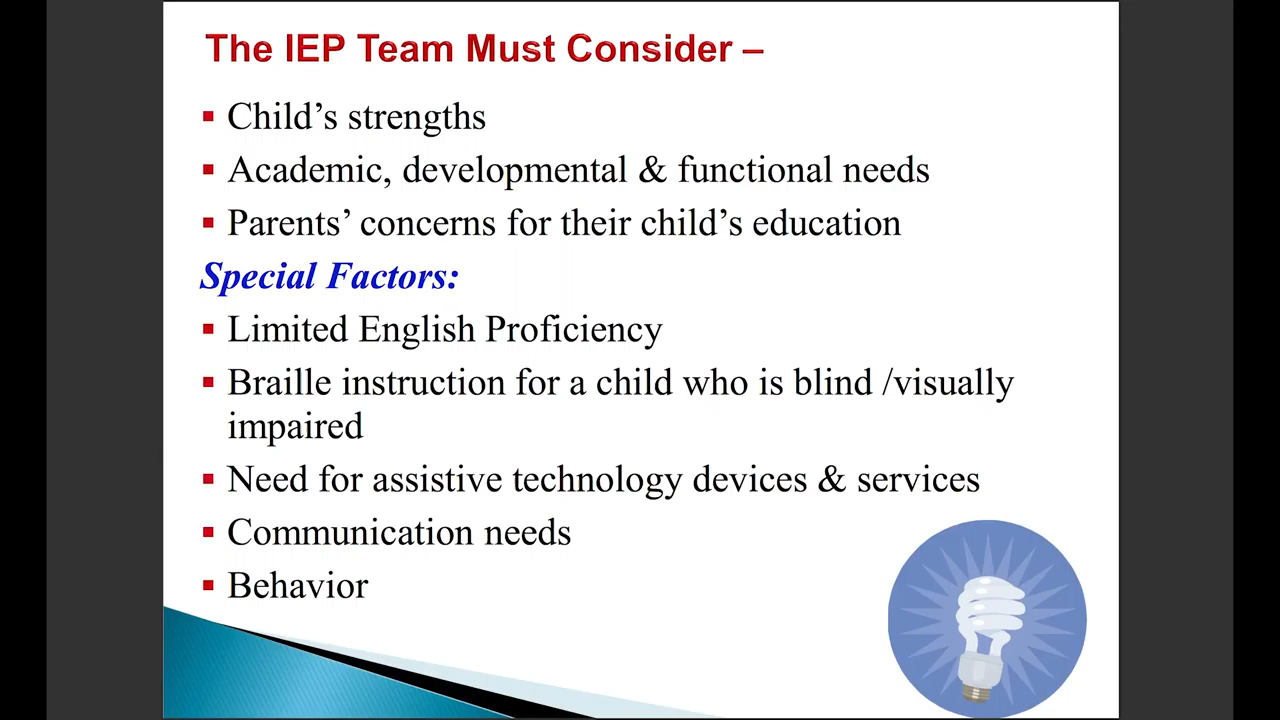 The IEP Team Must Consider –
▪ Child’s strengths
▪ Academic, developmental & functional needs
▪ Parents’ concerns for their child’s education
Special Factors:
▪ Limited English Proficiency
▪ Braille instruction for a child who is blind /visually
impaired
▪ Need for assistive technology devices & services
▪ Communication needs
▪ Behavior